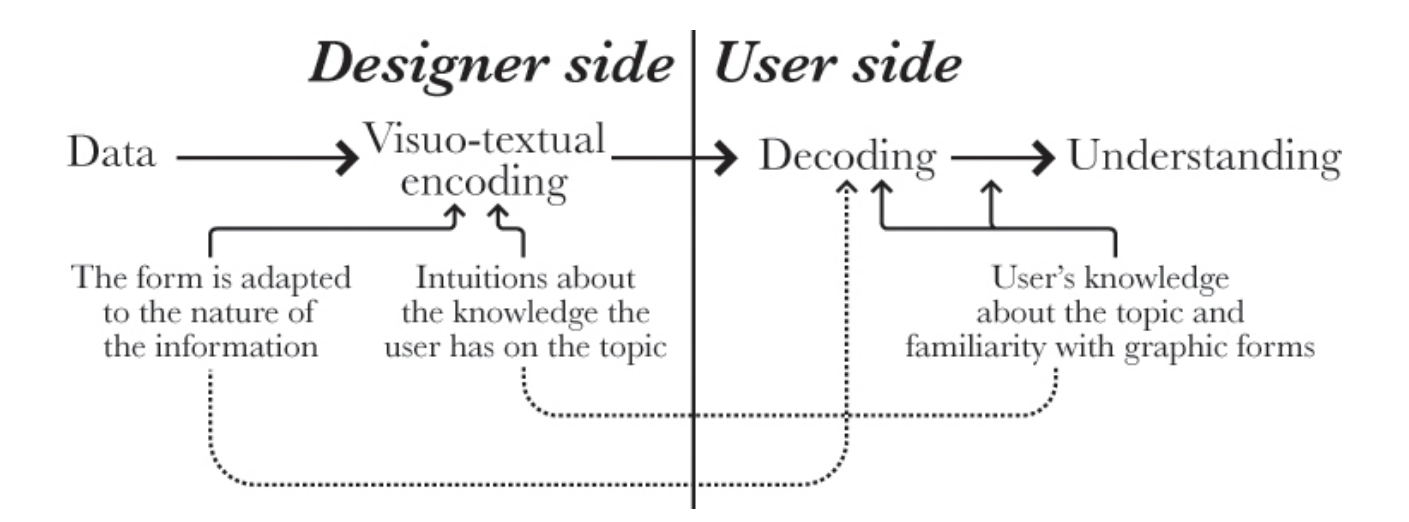 Designer side
User side
Data
Visuo-textual
encoding
Decoding
Understanding
The form is adapted
to the nature of
the information
Intuitions about
the knowledge the
user has on the topic
User’s knowledge
about the topic and
familiarity with graphic forms